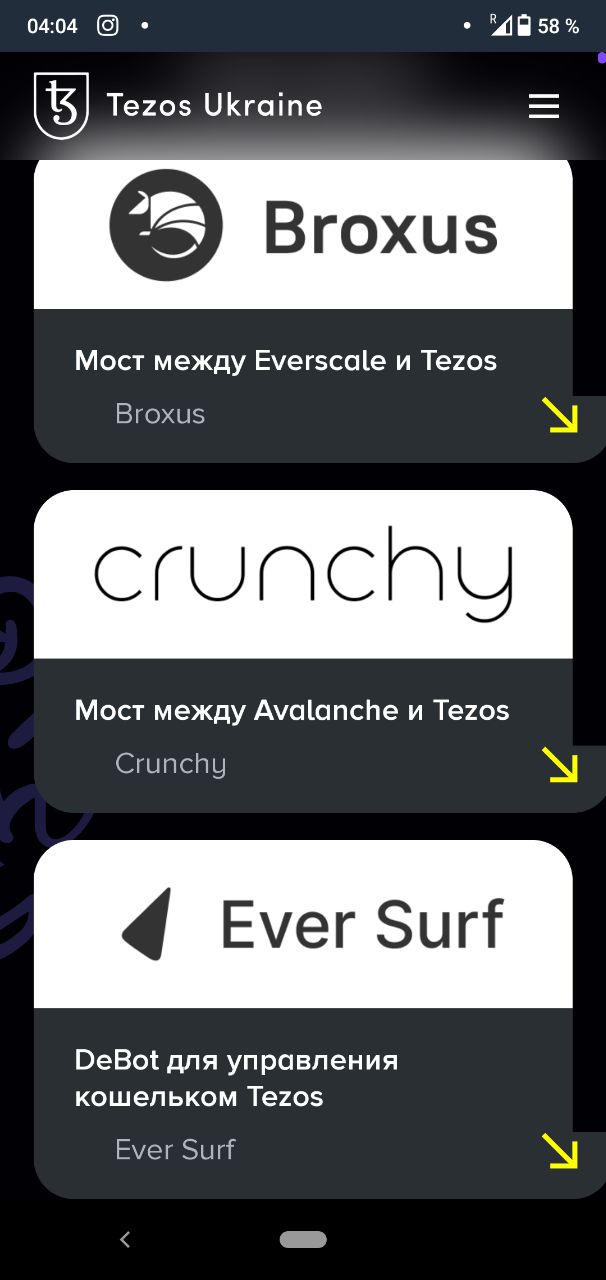 04:04
R 58 %
Tezos Ukraine
Broxus
Мост между Everscale и Tezos
Broxus
crunchy
Мост между Avalanche и Tezos
Crunchy
Ever Surf
DeBot для управления
кошельком Tezos
Ever Surf